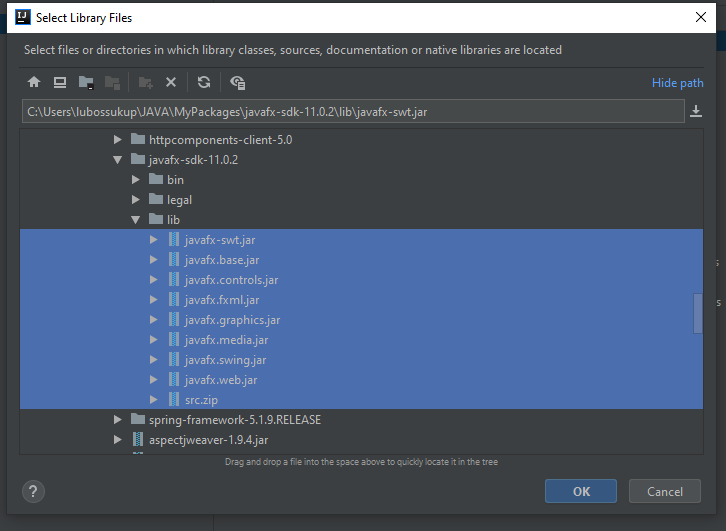 Select Library Files
Select files or directories in which library classes, sources, documentation or native libraries are located
Hide path
C:\Users\lubossukup\JAVA\MyPackages\javafx-sdk-11.0.2\lib\javafx-swt.jar
httpcomponents-client-5.0
javafx-sdk-11.0.2
bin
legal
lib
javafx-swt.jar
javafx.base.jar
javafx.controls.jar
javafx.fxml.jar
javafx.graphics.jar
javafx.media.jar
javafx.swing.jar
javafx.web.jar
src.zip
spring-framework-5.1.9.RELEASE
aspectjweaver-1.9.4.jar
Drag and drop a file into the space above to quickly locate it in the tree
?
OK
Cancel